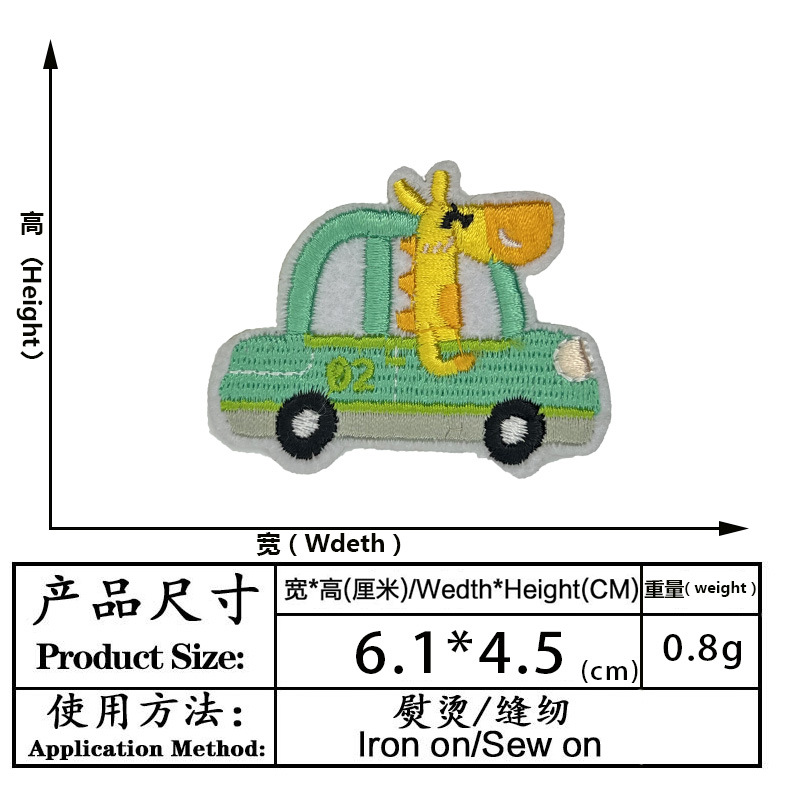 高
(Height)
02
宽 ( Wdeth )
产品尺寸
Product Size:
宽*高(厘米)/Wedth*Height(CM)
重量( weight )
6.1*4.5 (cm)
0.8g
使用方法：
Application Method:
熨烫/缝纫
Iron on/Sew on